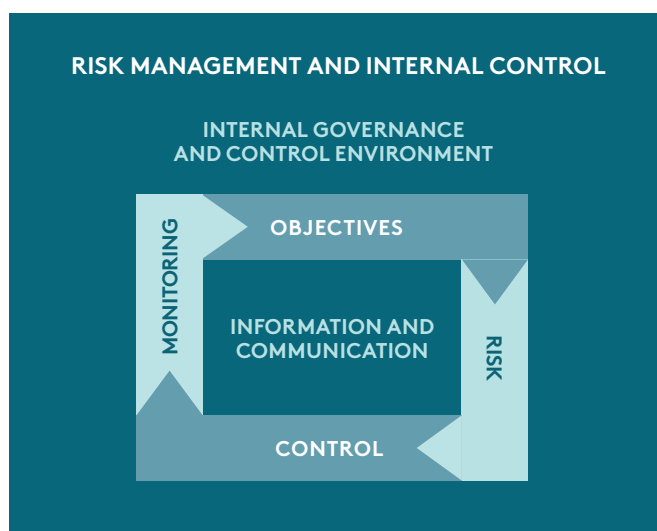 RISK MANAGEMENT AND INTERNAL CONTROL
INTERNAL GOVERNANCE
AND CONTROL ENVIRONMENT
OBJECTIVES
MONITORING
INFORMATION AND
COMMUNICATION
RISK
CONTROL